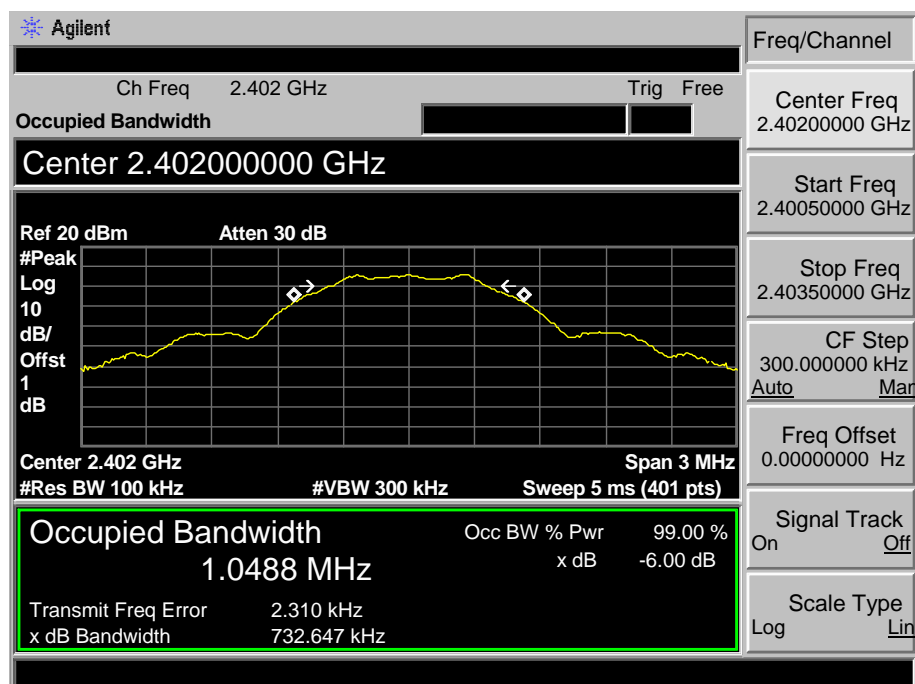 Agilent
Freq/Channel
Ch Freq 2.402 GHz Trig Free
Occupied Bandwidth
Center 2.402000000 GHz
Ref 20 dBm Atten 30 dB
#Peak
Log
10
dB/
Offst
1
dB
Center 2.402 GHz Span 3 MHz
#Res BW 100 kHz #VBW 300 kHz Sweep 5 ms (401 pts)
Occupied Bandwidth Occ BW % Pwr 99.00 %
1.0488 MHz x dB -6.00 dB
Transmit Freq Error 2.310 kHz
x dB Bandwidth 732.647 kHz
Center Freq
2.40200000 GHz
Start Freq
2.40050000 GHz
Stop Freq
2.40350000 GHz
CF Step
300.000000 kHz
Auto Man
Freq Offset
0.00000000 Hz
Signal Track
On Off
Scale Type
Log Lin